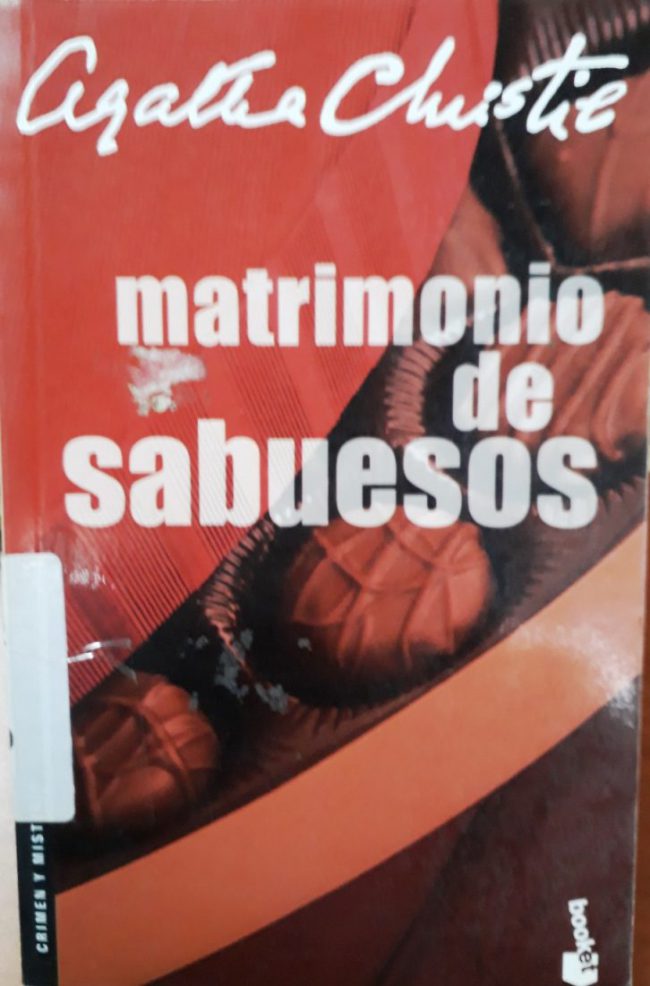 Agatha Christie
matrimonio
de
sabuesos
CRIMEN Y MIST
booket